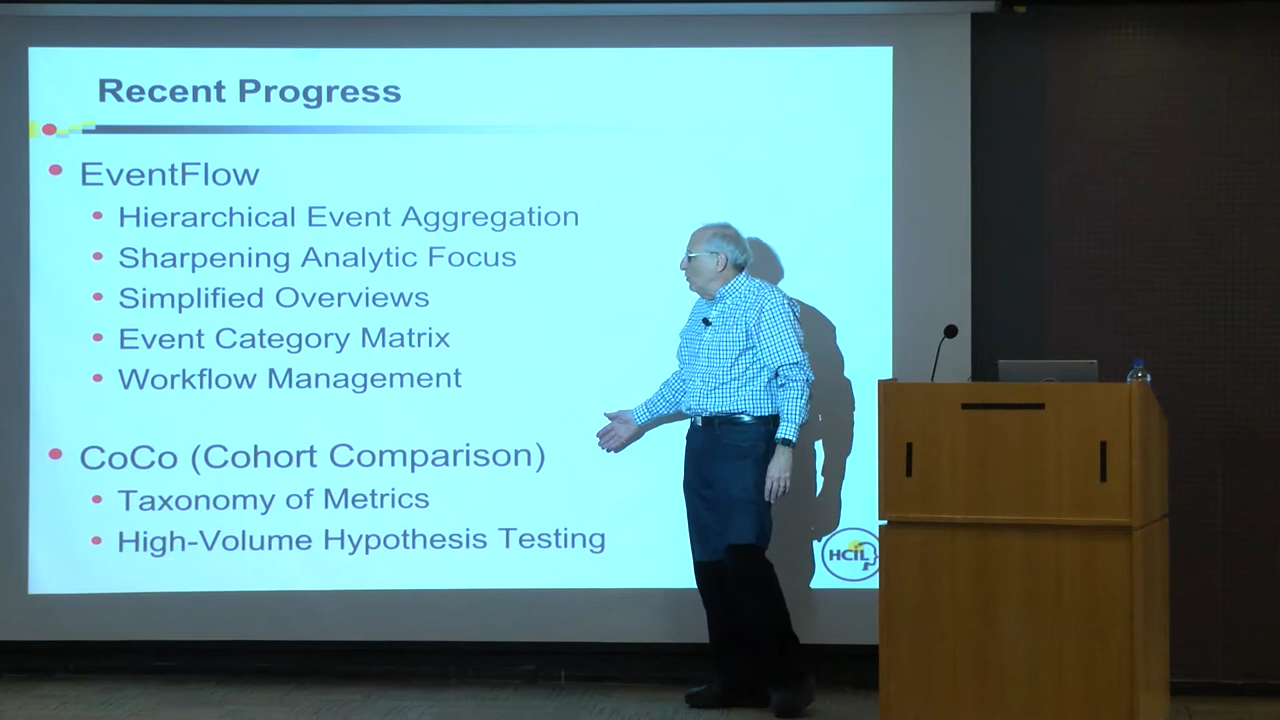 Recent Progress
EventFlow
Hierarchical Event Aggregation
Sharpening Analytic Focus
Simplified Overviews
Event Category Matrix
Workflow Management
CoCo (Cohort Comparison)
Taxonomy of Metrics
High-Volume Hypothesis Testing
HCIL